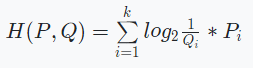 H(P, Q) = \sum_{i=1}^{k} log_2 \frac{1}{Q_i} * P_i